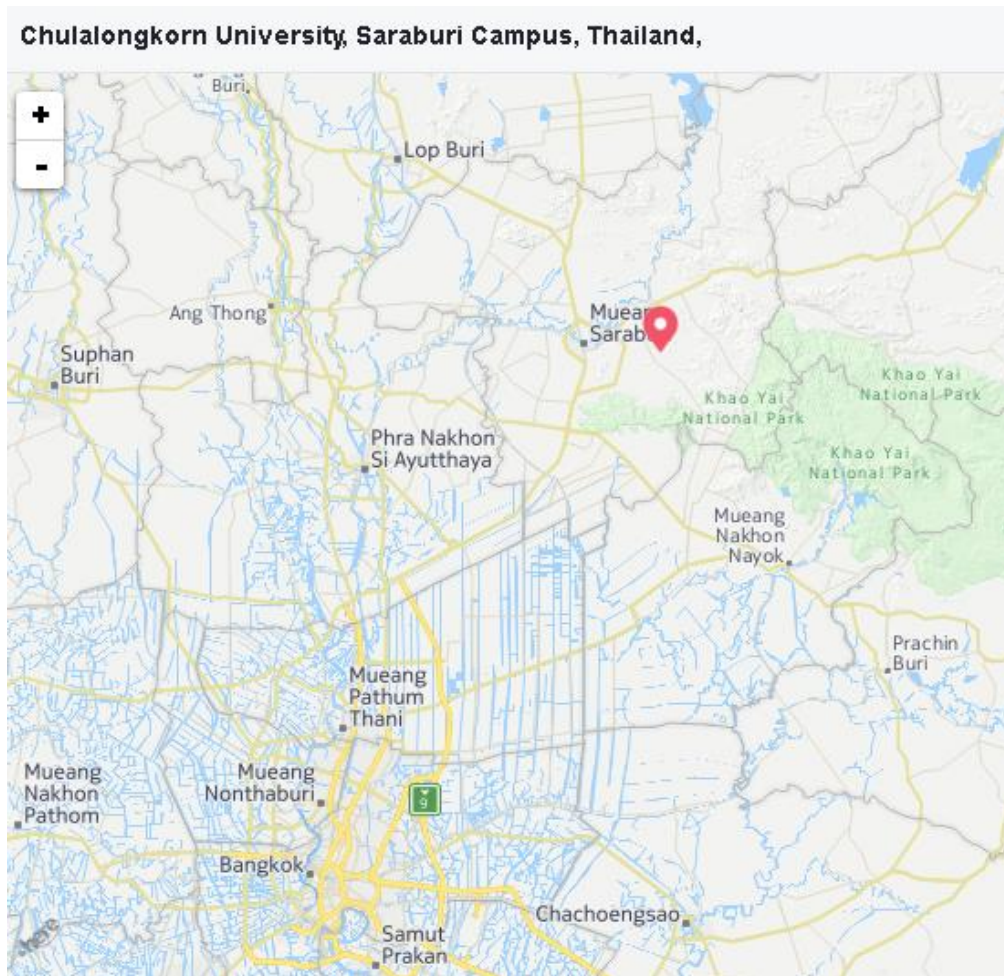 Chulalongkorn University, Saraburi Campus, Thailand,
Buri
+
-
Lop Buri
Ang Thong
Mueang
Suphan
Buri
Khao Yai
National Park
Khao Yai
National Park
Phra Nakhon
Si Ayutthaya
Khao Yai
National Park
Mueang
Nakhon
Nayok
Prachin
Buri
Mueang
Pathum
Thani
Mueang
Nakhon
Pathom
Mueang
Nonthaburi
9
Bangkok
Chachoengsao
here
Samut
Prakan